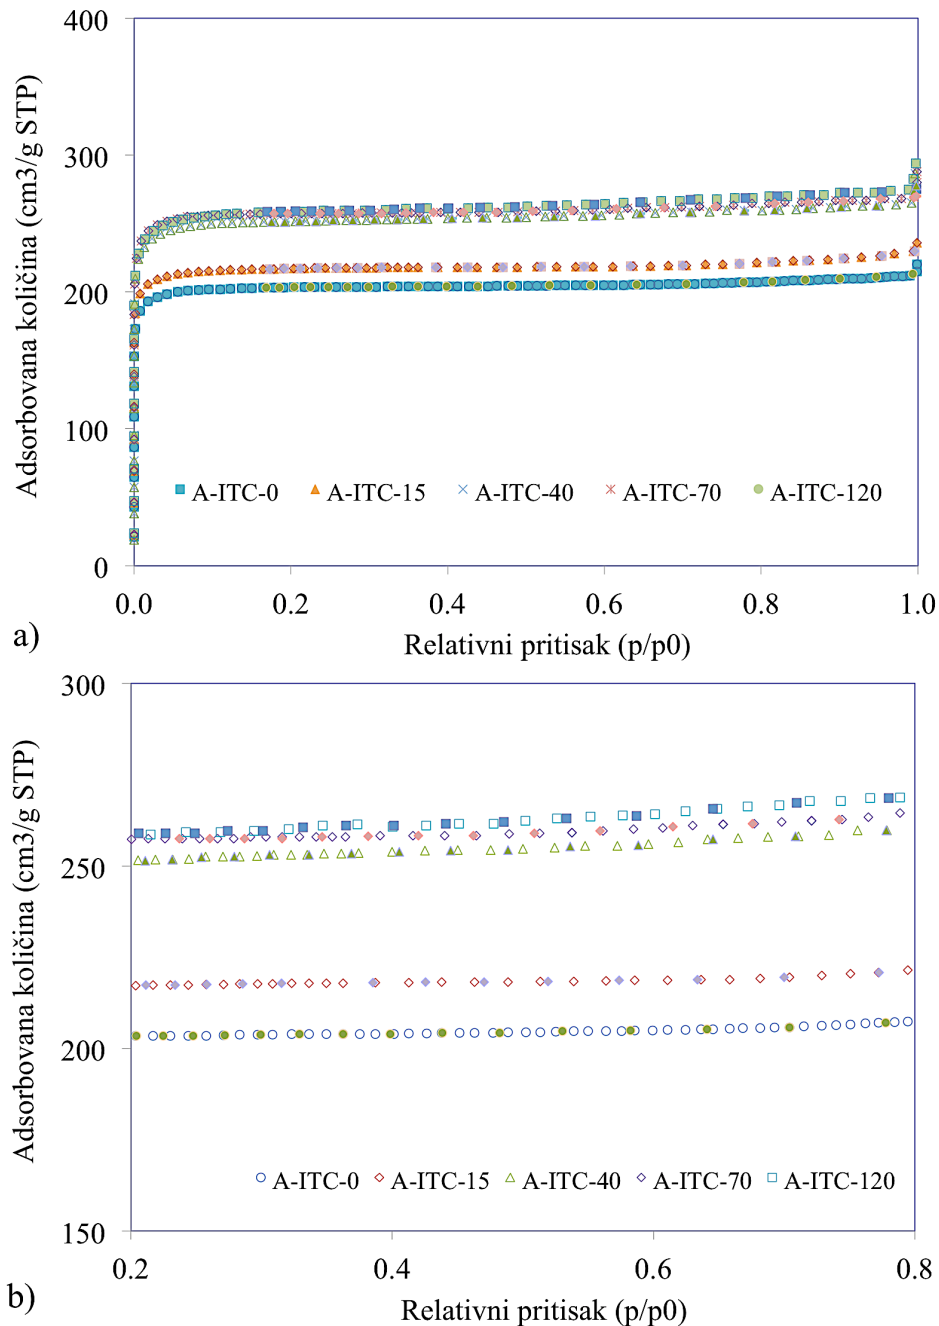 400
300
200
100
0
Adsorbovana količina (cm3/g STP)
A-ITC-0 A-ITC-15 A-ITC-40 A-ITC-70 A-ITC-120
0.0 0.2 0.4 0.6 0.8 1.0
a)
Relativni pritisak (p/p0)
300
250
200
150
Adsorbovana količina (cm3/g STP)
A-ITC-0 A-ITC-15 A-ITC-40 A-ITC-70 A-ITC-120
0.2 0.4 0.6 0.8
b)
Relativni pritisak (p/p0)